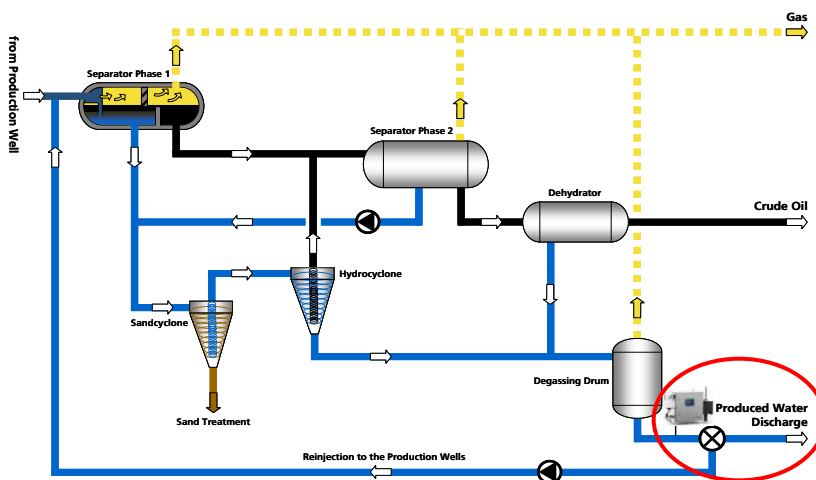 Gas
Separator Phase 1
from Production Well
Separator Phase 2
Dehydrator
Crude Oil
Hydrocyclone
Sandcyclone
Degassing Drum
Produced Water
Discharge
Sand Treatment
Reinjection to the Production Wells